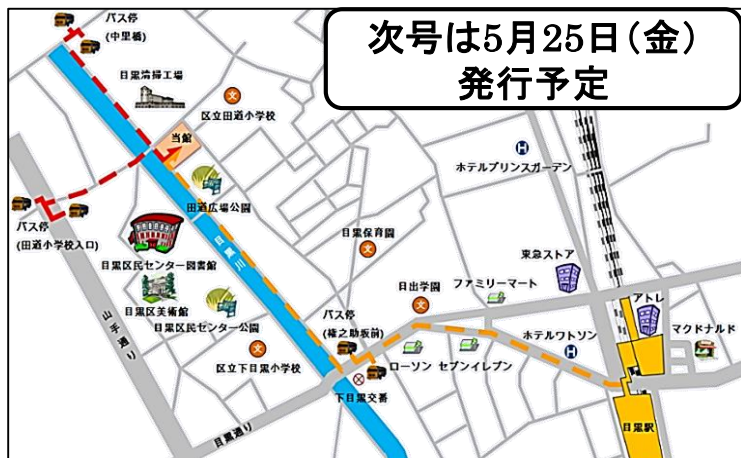 次号は5月25日(金)
発行予定
バス停
(中里橋)
目黒清掃工場
文
区立田道小学校
当館
H
ホテルプリンスガーデン
田道広場公園
バス停
(田道小学校入口)
目黒区民センター図書館
目黒川
目黒保育園
文
東急ストア
目黒区美術館
目黒区民センター公園
日出学園
文
ファミリーマート
アトレ
マクドナルド
山手通り
バス停
(権之助坂前)
ホテルワトソン
H
文
区立下目黒小学校
ローソン
セブンイレブン
下目黒交番
目黒通り
目黒駅